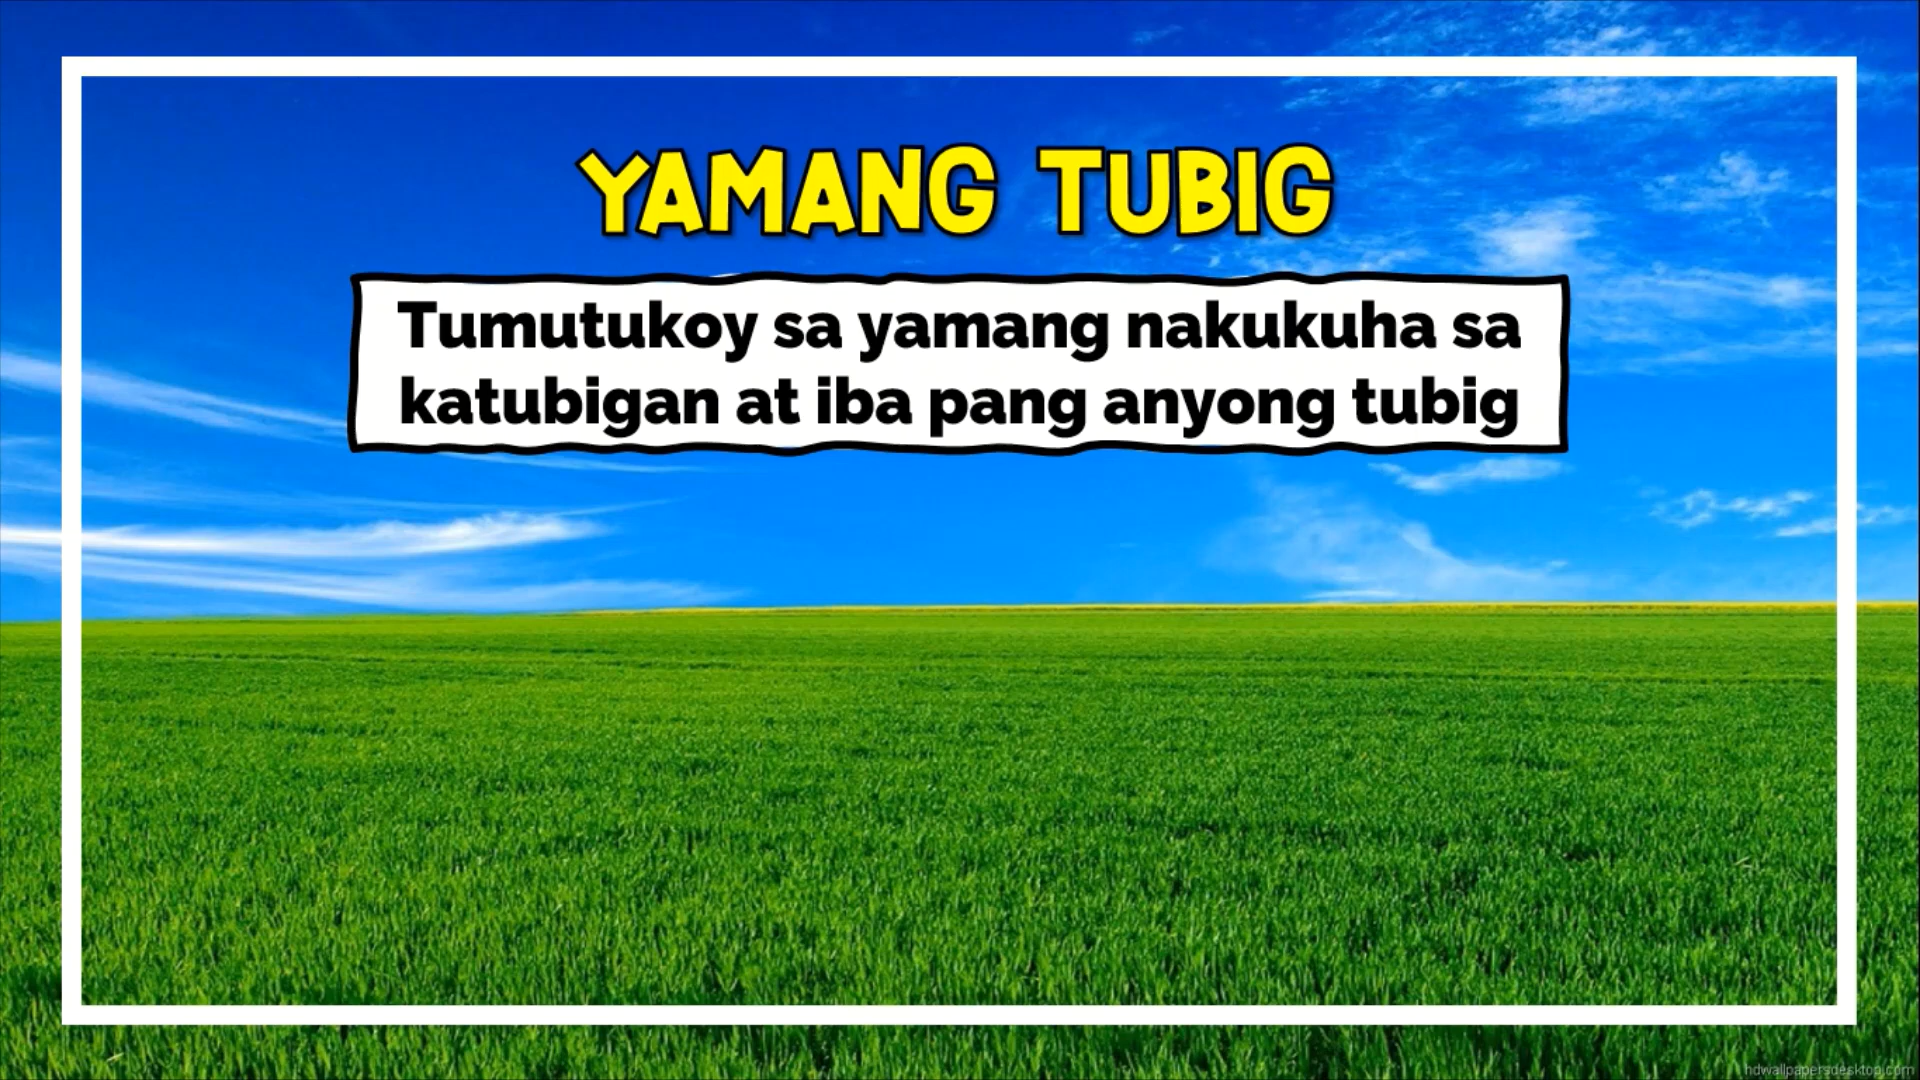 YAMANG TUBIG
Tumutukoy sa yamang nakukuha sa
katubigan at iba pang anyong tubig
hdwallpapersdesktop.com